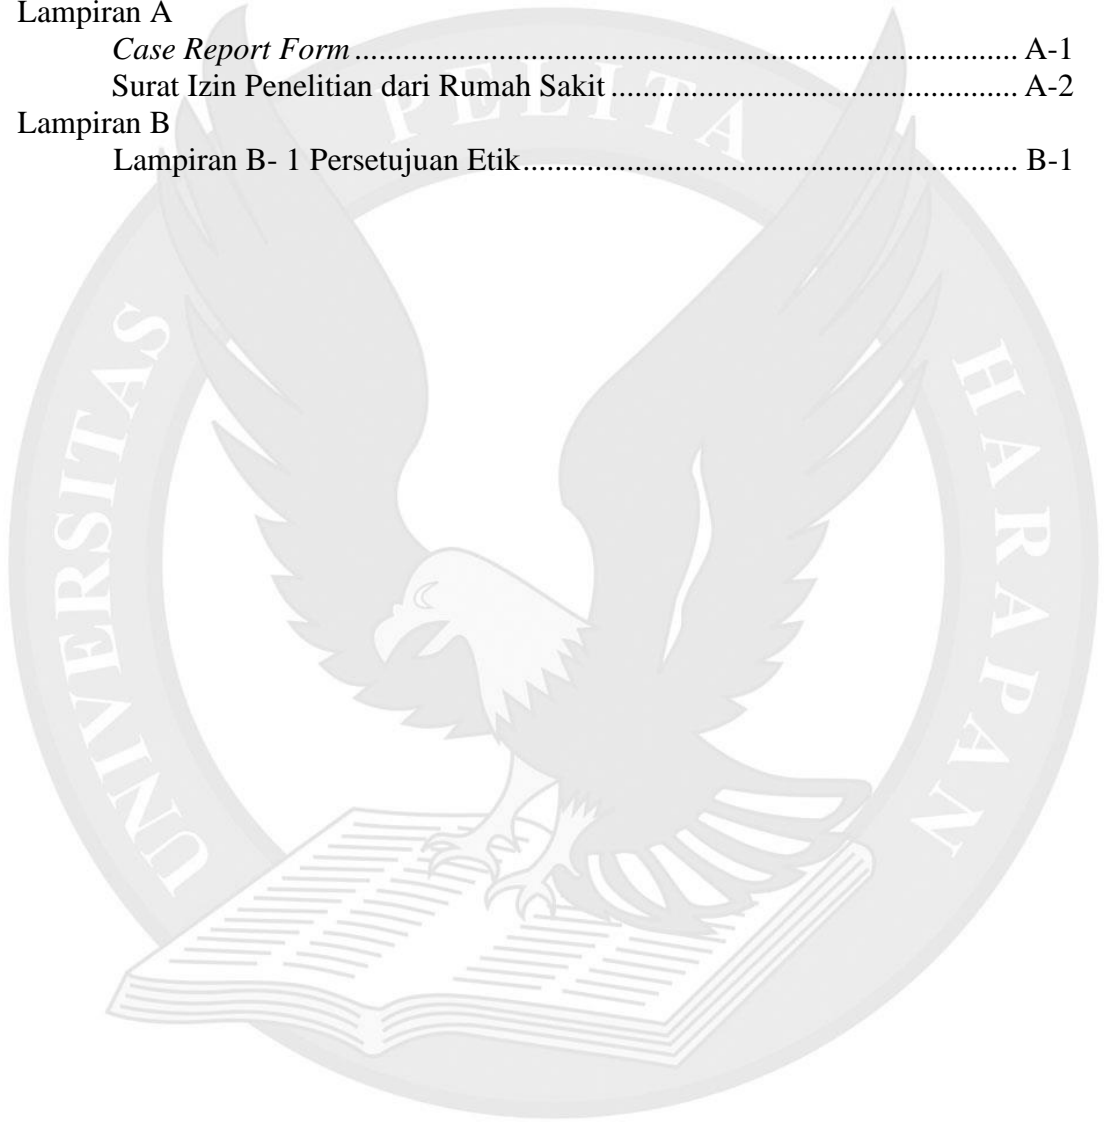 Lampiran A
Case Report Form.................................................................................... A-1
Surat Izin Penelitian dari Rumah Sakit.................................................... A-2
Lampiran B
Lampiran B- 1 Persetujuan Etik............................................................... B-1
UNIVERSITAS
PELITA
HARAPAN